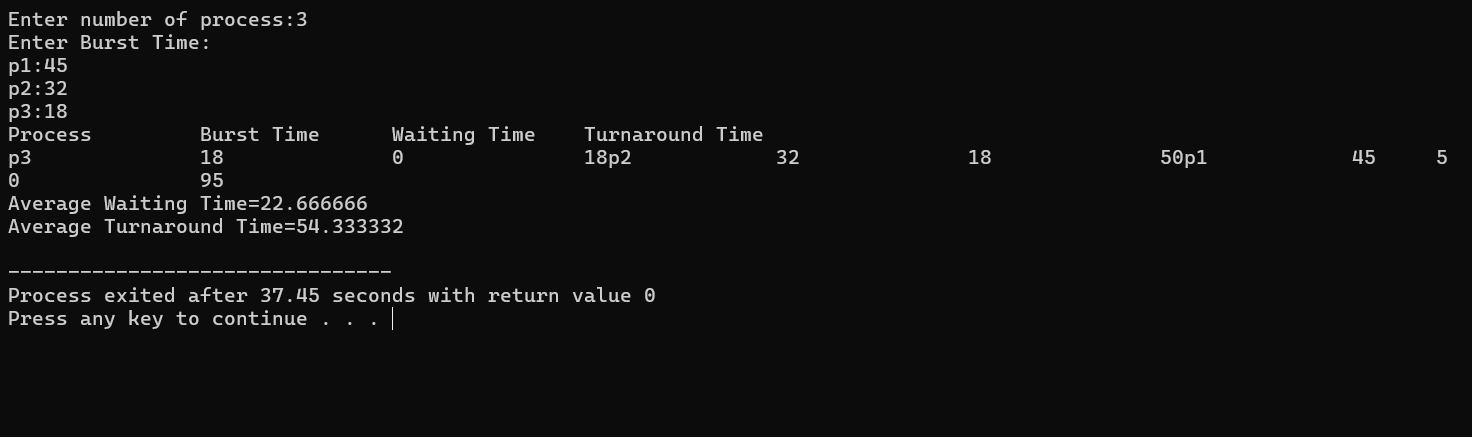 Enter number of process:3
Enter Burst Time:
p1:45
p2:32
p3:18
Process         Burst Time      Waiting Time    Turnaround Time
p3              18              0               18p2            32              18              50p1            45     5
0               95
Average Waiting Time=22.666666
Average Turnaround Time=54.333332
--------------------------------
Process exited after 37.45 seconds with return value 0
Press any key to continue . . .